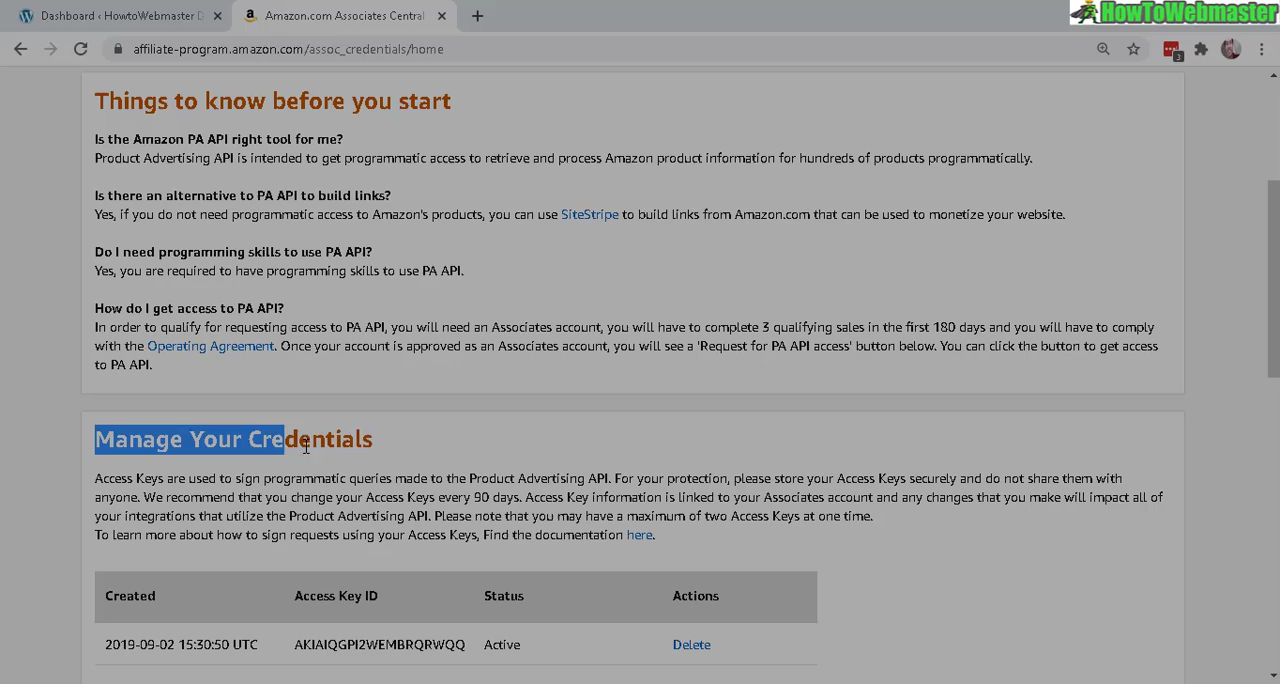 Dashboard ‹ HowtoWebmaster D
Amazon.com Associates Central
HowToWebmaster
affiliate-program.amazon.com/assoc_credentials/home
3
Things to know before you start
Is the Amazon PA API right tool for me?
Product Advertising API is intended to get programmatic access to retrieve and process Amazon product information for hundreds of products programmatically.
Is there an alternative to PA API to build links?
Yes, if you do not need programmatic access to Amazon's products, you can use SiteStripe to build links from Amazon.com that can be used to monetize your website.
Do I need programming skills to use PA API?
Yes, you are required to have programming skills to use PA API.
How do I get access to PA API?
In order to qualify for requesting access to PA API, you will need an Associates account, you will have to complete 3 qualifying sales in the first 180 days and you will have to comply
with the Operating Agreement. Once your account is approved as an Associates account, you will see a 'Request for PA API access' button below. You can click the button to get access
to PA API.
Manage Your Credentials
Access Keys are used to sign programmatic queries made to the Product Advertising API. For your protection, please store your Access Keys securely and do not share them with
anyone. We recommend that you change your Access Keys every 90 days. Access Key information is linked to your Associates account and any changes that you make will impact all of
your integrations that utilize the Product Advertising API. Please note that you may have a maximum of two Access Keys at one time.
To learn more about how to sign requests using your Access Keys, Find the documentation here.
Created Access Key ID Status Actions
2019-09-02 15:30:50 UTC AKIAIQGPI2WEMBRQRWQQ Active Delete